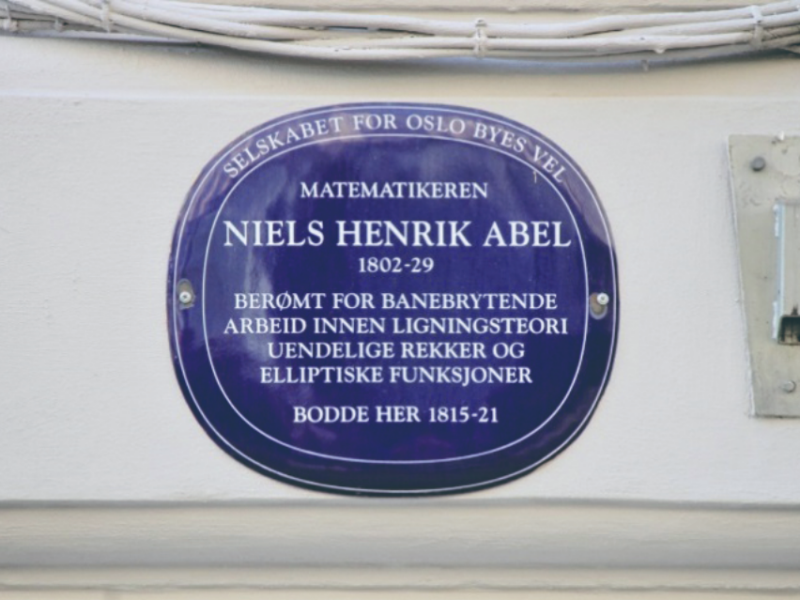 SELSKABET FOR OSLO BYES VEL
MATEMATIKEREN
NIELS HENRIK ABEL
1802-29
BERØMT FOR BANEBRYTENDE
ARBEID INNEN LIGNINGSTEORI
UENDELIGE REKKER OG
ELLIPTISKE FUNKSJONER
BODDE HER 1815-21